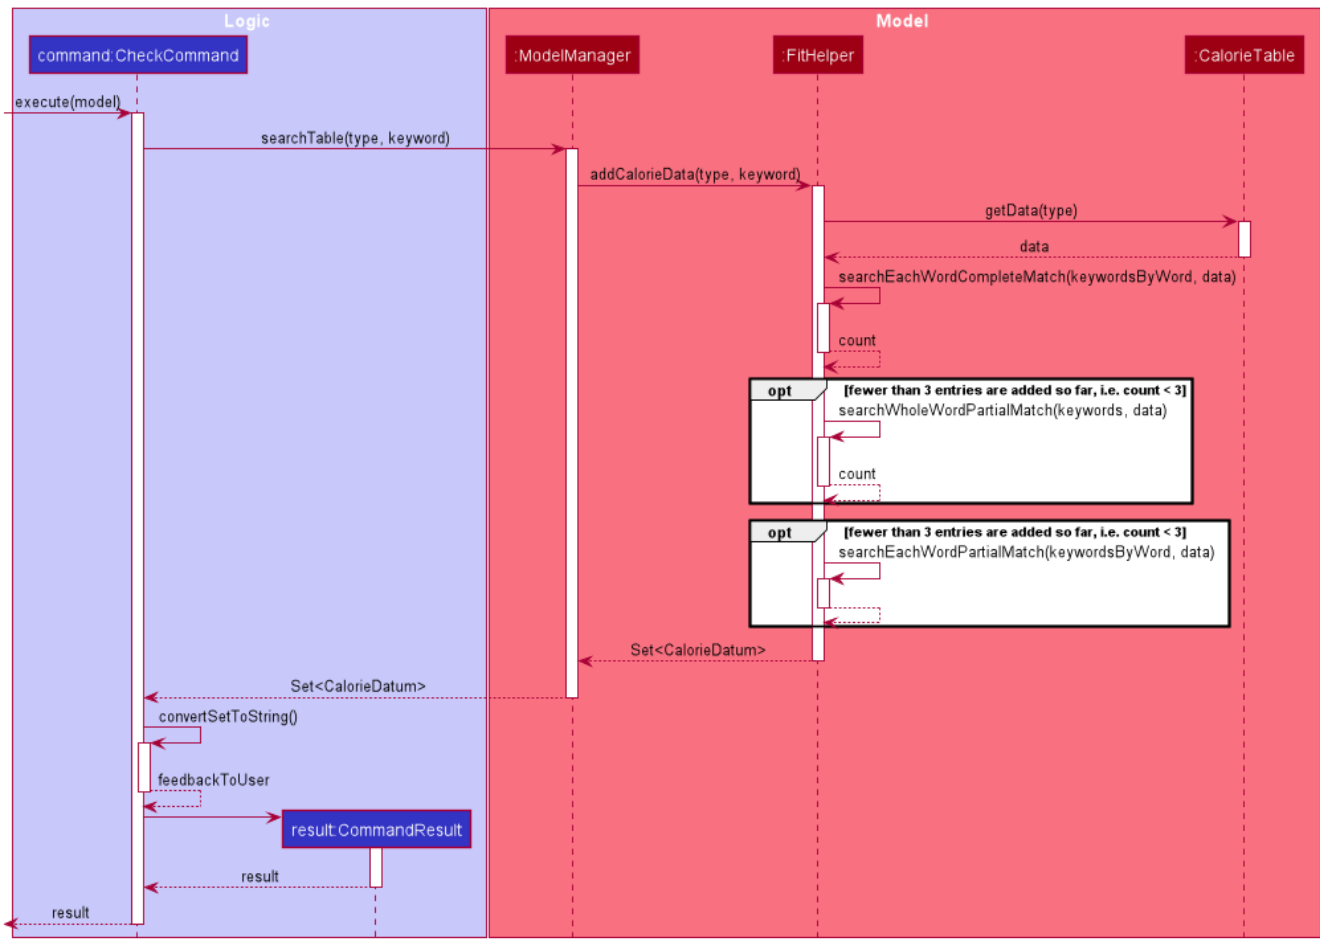 Logic
Model
command:CheckCommand
:ModelManager
:FitHelper
:CalorieTable
execute(model)
searchTable(type, keyword)
addCalorieData(type, keyword)
getData(type)
data
searchEachWordCompleteMatch(keywordsByWord, data)
count
opt
[fewer than 3 entries are added so far, i.e. count < 3]
searchWholeWordPartialMatch(keywords, data)
count
opt
[fewer than 3 entries are added so far, i.e. count < 3]
searchEachWordPartialMatch(keywordsByWord, data)
Set<CalorieDatum>
Set<CalorieDatum>
convertSetToString()
feedbackToUser
result:CommandResult
result
result